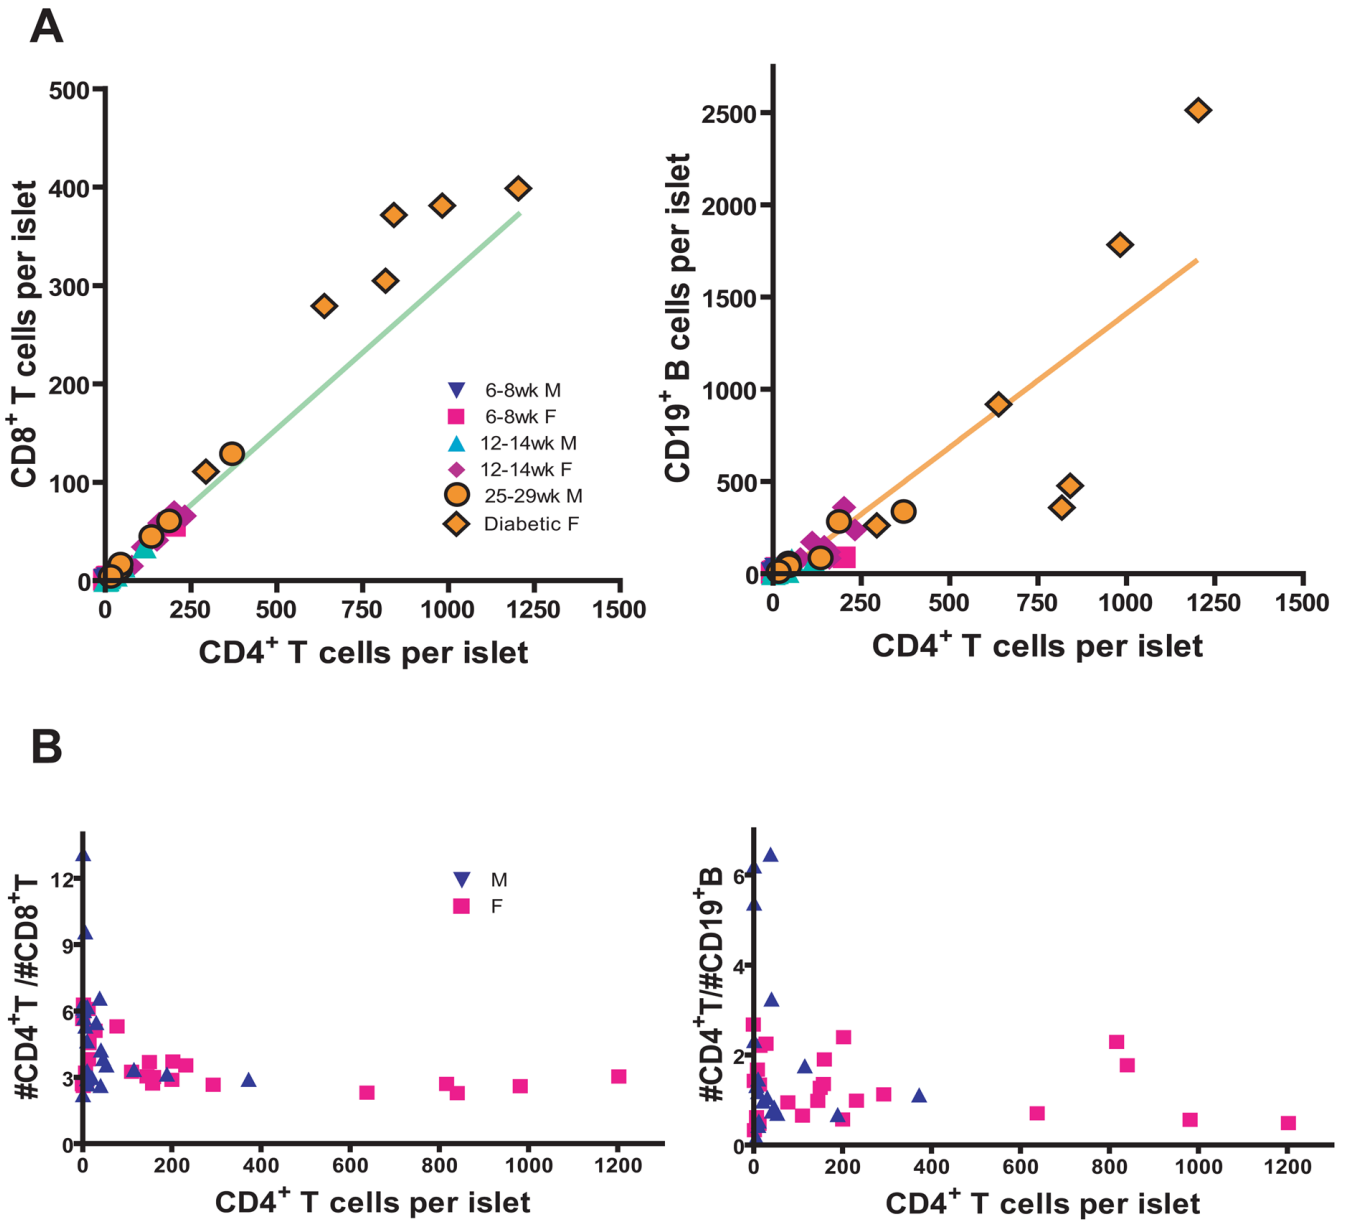 A
CD8+ T cells per islet
500
400
300
200
100
0
0 250 500 750 1000 1250 1500
CD4+ T cells per islet
6-8wk M
6-8wk F
12-14wk M
12-14wk F
25-29wk M
Diabetic F
CD19+ B cells per islet
2500
2000
1500
1000
500
0
0 250 500 750 1000 1250 1500
CD4+ T cells per islet
B
#CD4+T /#CD8+T
12
9
6
3
0
0 200 400 600 800 1000 1200
CD4+ T cells per islet
M
F
#CD4+T/#CD19+B
6
4
2
0
0 200 400 600 800 1000 1200
CD4+ T cells per islet